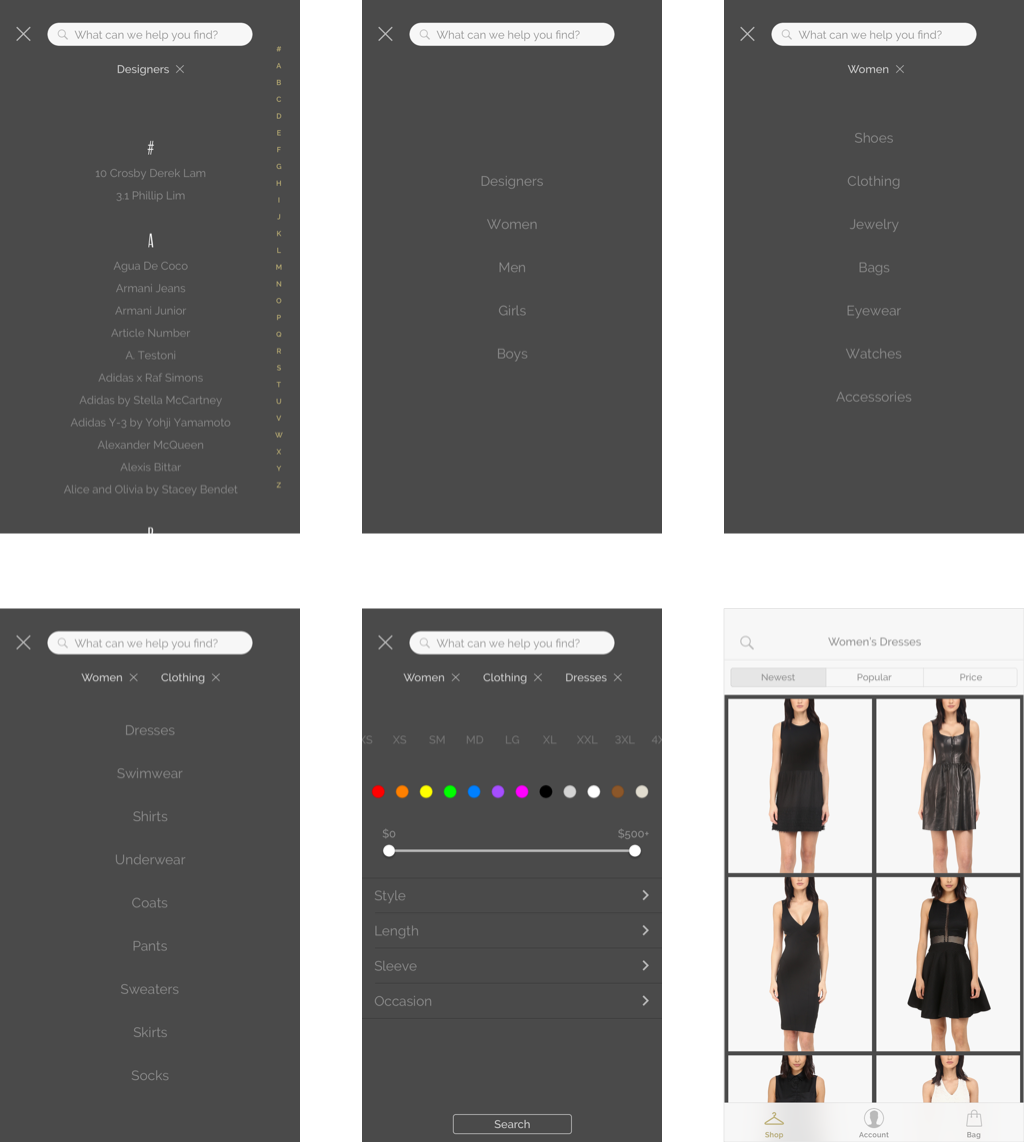 What can we help you find?
Designers
#
A
B
C
D
E
F
G
H
I
J
K
L
M
N
O
P
Q
R
S
T
U
V
W
X
Y
Z
#
10 Crosby Derek Lam
3.1 Phillip Lim
A
Agua De Coco
Armani Jeans
Armani Junior
Article Number
A. Testoni
Adidas x Raf Simons
Adidas by Stella McCartney
Adidas Y-3 by Yohji Yamamoto
Alexander McQueen
Alexis Bittar
Alice and Olivia by Stacey Bendet
What can we help you find?
Designers
Women
Men
Girls
Boys
What can we help you find?
Women
Shoes
Clothing
Jewelry
Bags
Eyewear
Watches
Accessories
What can we help you find?
Women Clothing
Dresses
Swimwear
Shirts
Underwear
Coats
Pants
Sweaters
Skirts
Socks
What can we help you find?
Women Clothing Dresses
XS SM MD LG XL XXL 3XL
$0 $500+
Style
Length
Sleeve
Occasion
Search
Women's Dresses
Newest Popular Price
Shop Account Bag